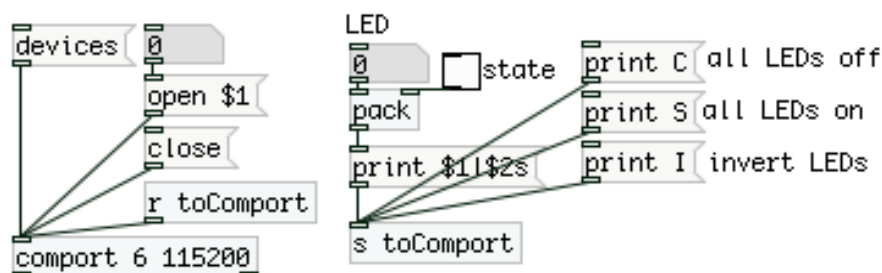 LED
devices
0
0
state
print C
all LEDs off
open $1
pack
print S
all LEDs on
close
print $1l$2s
print I
invert LEDs
r toComport
s toComport
comport 6 115200